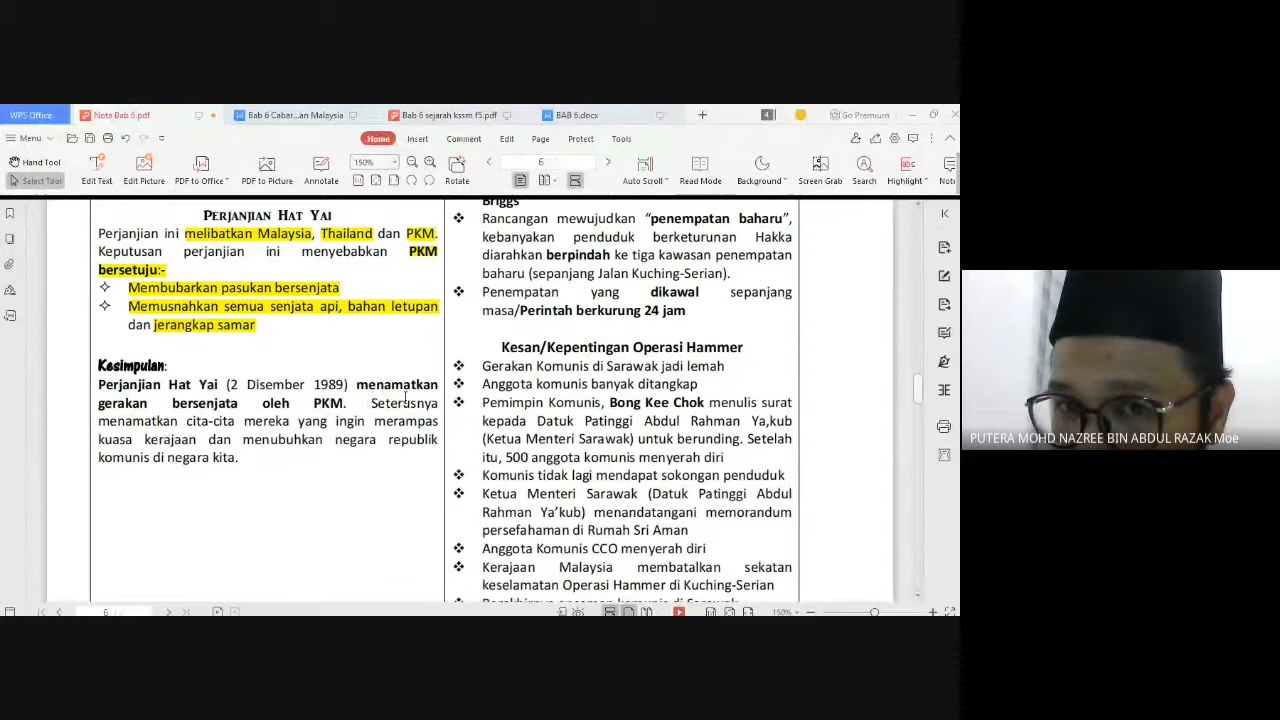 WPS Office
Nota Bab 6.pdf
Bab 6 Cabar...an Malaysia
Bab 6 sejarah kssm f5.pdf
BAB 6.docx
4
Go Premium
Menu
Home
Insert
Comment
Edit
Page
Protect
Tools
Hand Tool
Select Tool
Edit Text
Edit Picture
PDF to Office
PDF to Picture
Annotate
150%
Rotate
6
Auto Scroll
Read Mode
Background
Screen Grab
Search
Highlight
PERJANJIAN HAT YAI
Perjanjian ini melibatkan Malaysia, Thailand dan PKM.
Keputusan perjanjian ini menyebabkan PKM
bersetuju:-
Membubarkan pasukan bersenjata
Memusnahkan semua senjata api, bahan letupan
dan jerangkap samar
Kesimpulan:
Perjanjian Hat Yai (2 Disember 1989) menamatkan
gerakan bersenjata oleh PKM. Seterusnya
menamatkan cita-cita mereka yang ingin merampas
kuasa kerajaan dan menubuhkan negara republik
komunis di negara kita.
Briggs
Rancangan mewujudkan “penempatan baharu”,
kebanyakan penduduk berketurunan Hakka
diarahkan berpindah ke tiga kawasan penempatan
baharu (sepanjang Jalan Kuching-Serian).
Penempatan yang dikawal sepanjang
masa/Perintah berkurung 24 jam
Kesan/Kepentingan Operasi Hammer
Gerakan Komunis di Sarawak jadi lemah
Anggota komunis banyak ditangkap
Pemimpin Komunis, Bong Kee Chok menulis surat
kepada Datuk Patinggi Abdul Rahman Ya,kub
(Ketua Menteri Sarawak) untuk berunding. Setelah
itu, 500 anggota komunis menyerah diri
Komunis tidak lagi mendapat sokongan penduduk
Ketua Menteri Sarawak (Datuk Patinggi Abdul
Rahman Ya’kub) menandatangani memorandum
persefahaman di Rumah Sri Aman
Anggota Komunis CCO menyerah diri
Kerajaan Malaysia membatalkan sekatan
keselamatan Operasi Hammer di Kuching-Serian
6
150%
PUTERA MOHD NAZREE BIN ABDUL RAZAK Moe